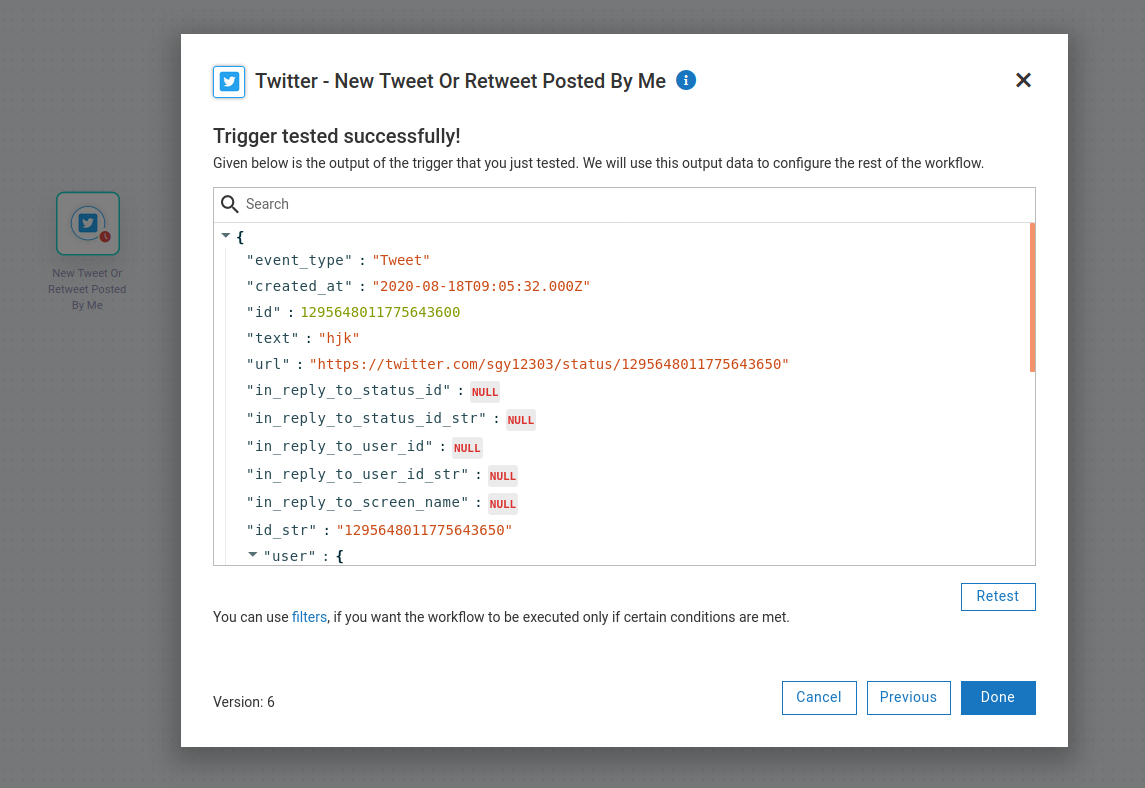 Twitter - New Tweet Or Retweet Posted By Me
Trigger tested successfully!
Given below is the output of the trigger that you just tested. We will use this output data to configure the rest of the workflow.
Search
{
"event_type" : "Tweet"
"created_at" : "2020-08-18T09:05:32.000Z"
"id" : 1295648011775643600
"text" : "hjk"
"url" : "https://twitter.com/sgy12303/status/1295648011775643650"
"in_reply_to_status_id" : NULL
"in_reply_to_status_id_str" : NULL
"in_reply_to_user_id" : NULL
"in_reply_to_user_id_str" : NULL
"in_reply_to_screen_name" : NULL
"id_str" : "1295648011775643650"
"user" : {
Retest
You can use filters, if you want the workflow to be executed only if certain conditions are met.
Version: 6
Cancel
Previous
Done
New Tweet Or
Retweet Posted
By Me